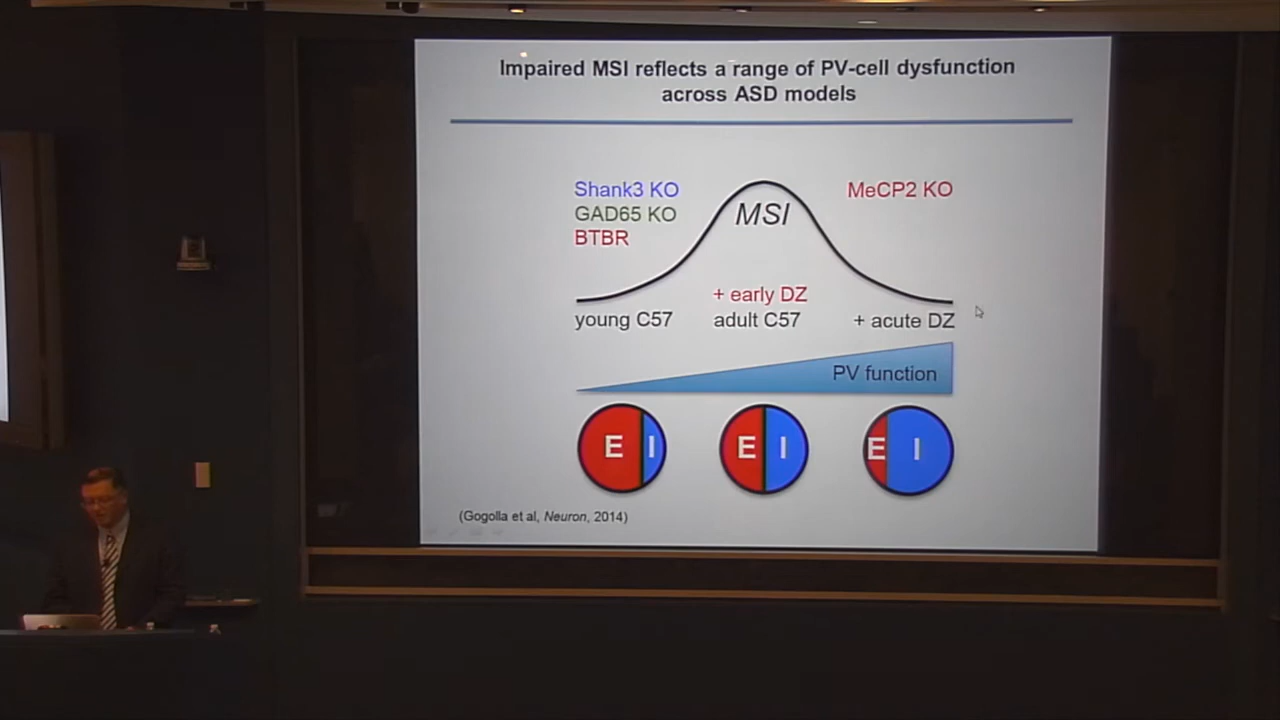 Impaired MSI reflects a range of PV-cell dysfunction
across ASD models
Shank3 KO
GAD65 KO
BTBR
MSI
MeCP2 KO
+ early DZ
young C57
adult C57
+ acute DZ
PV function
E I
E I
E I
(Gogolla et al, Neuron, 2014)